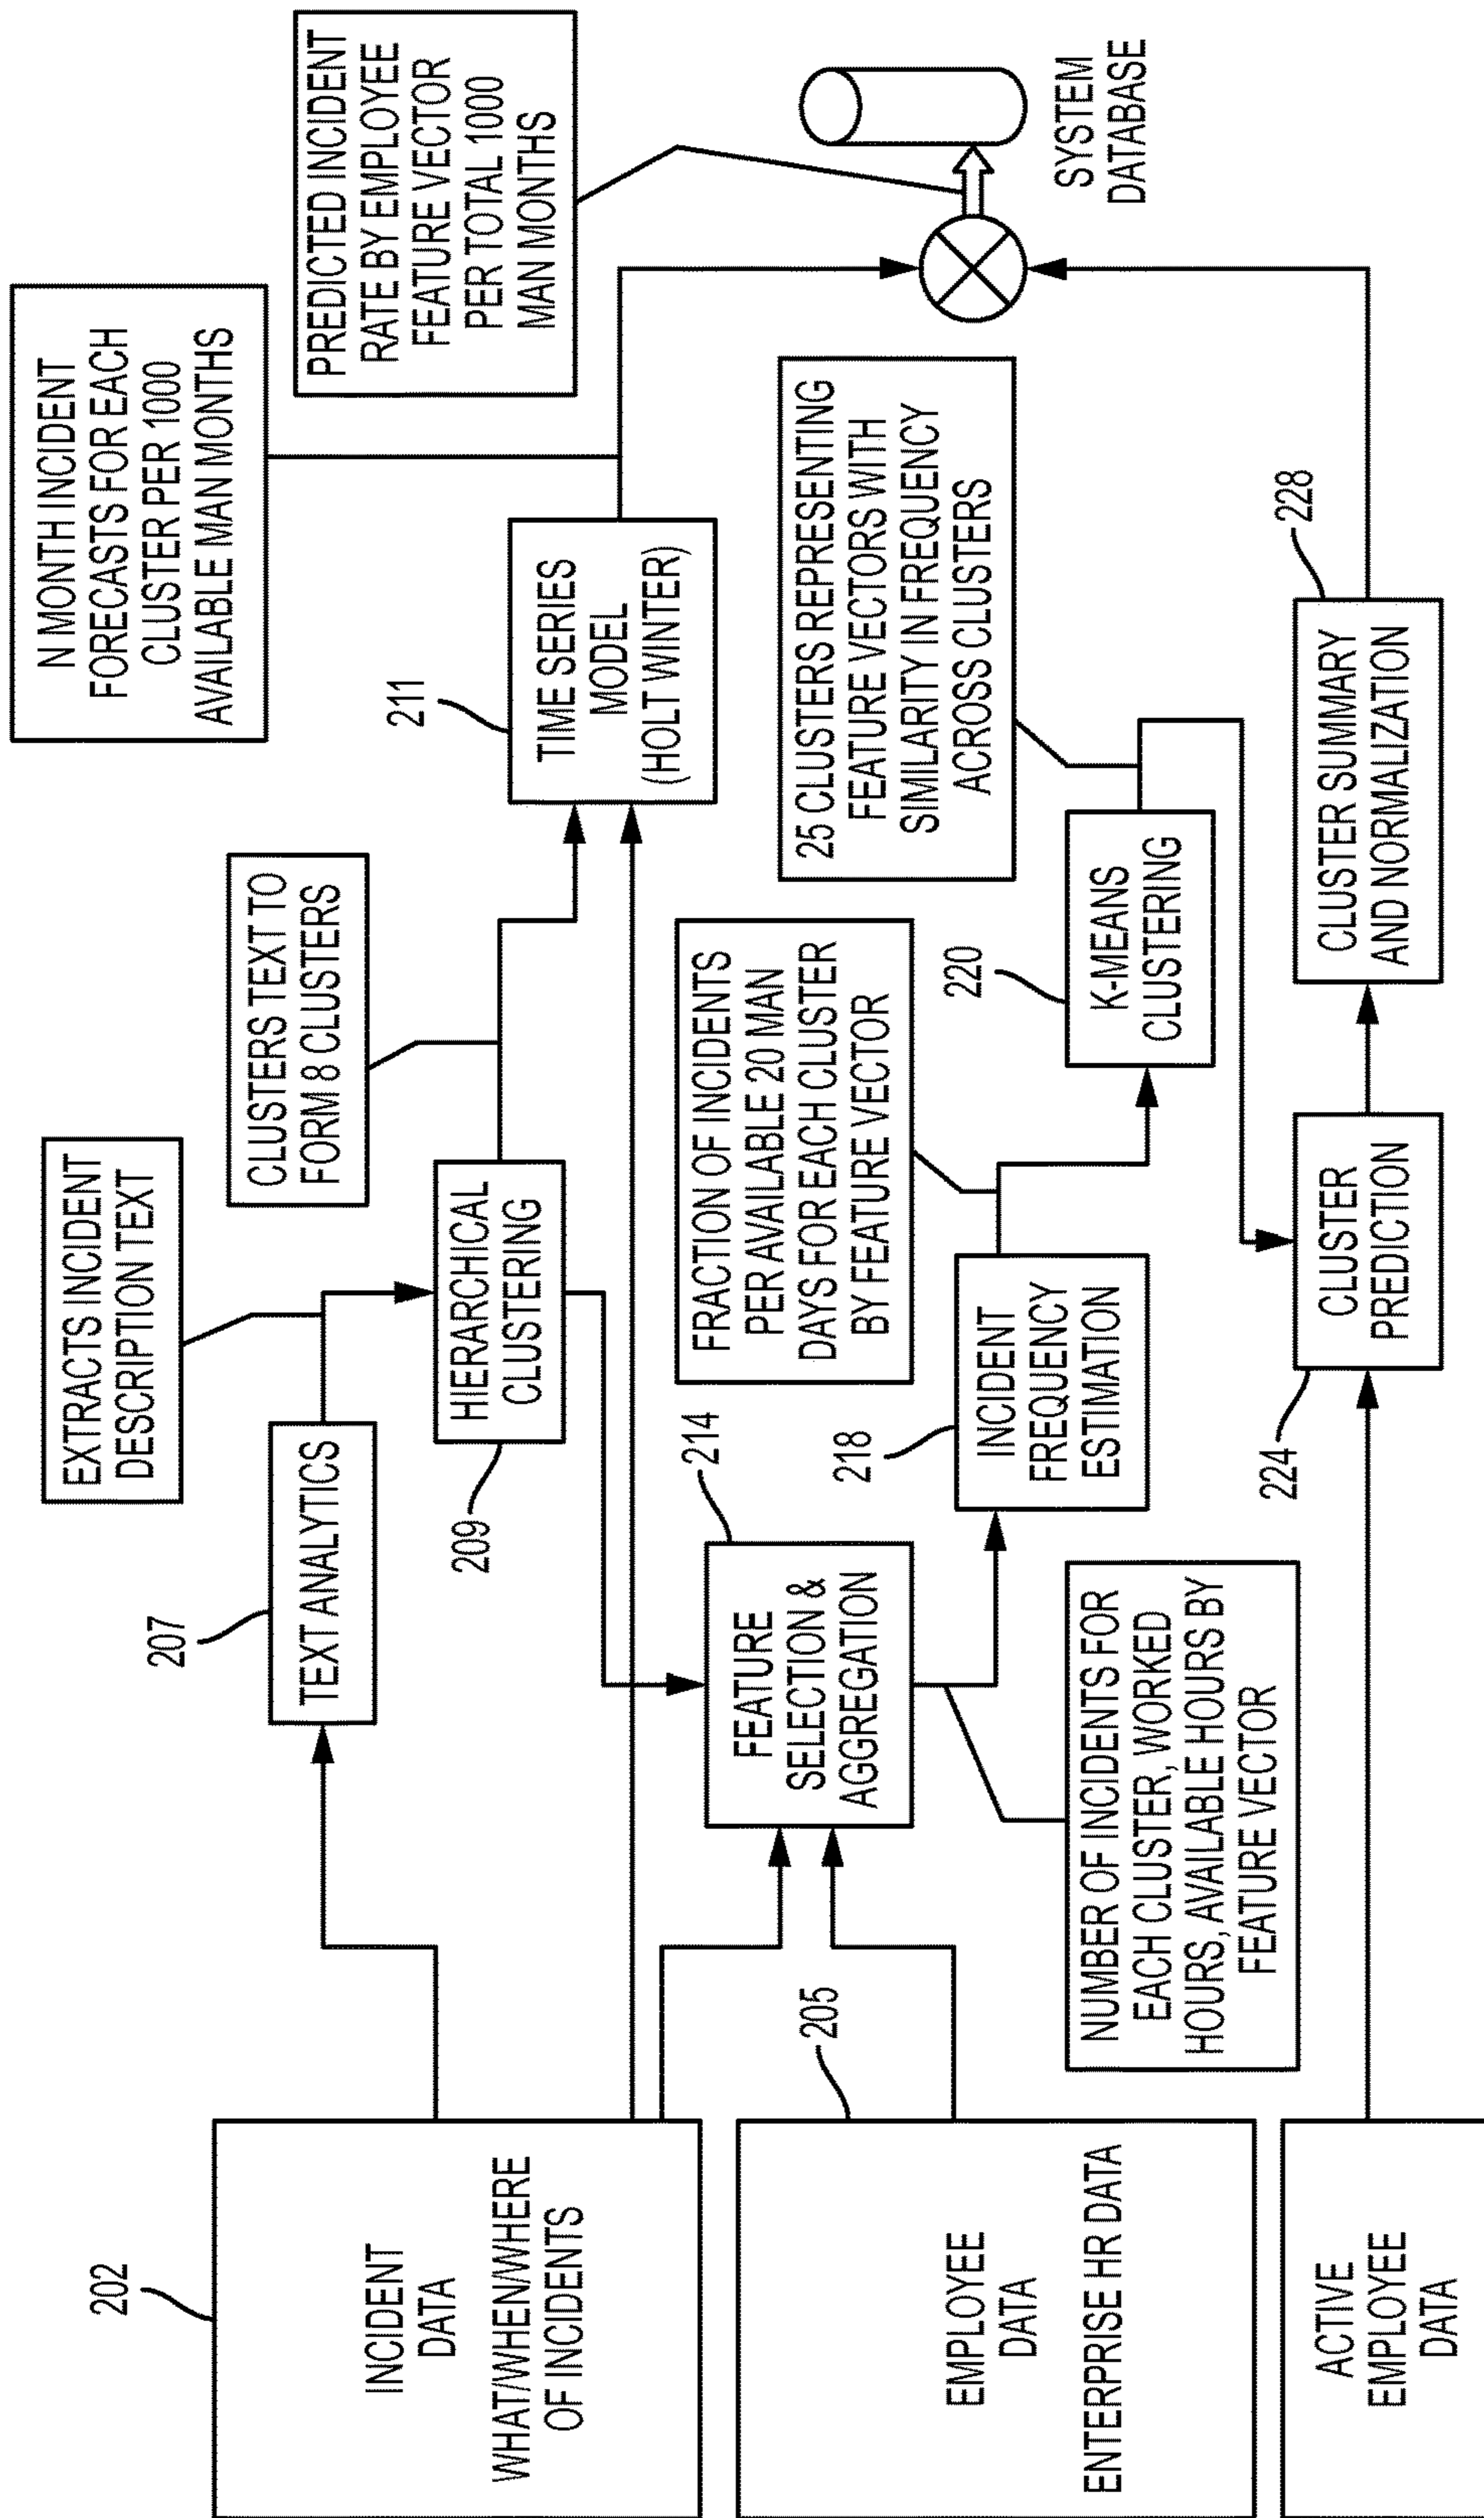 202
INCIDENT
DATA
WHAT/WHEN/WHERE
OF INCIDENTS
205
EMPLOYEE
DATA
ENTERPRISE HR DATA
ACTIVE
EMPLOYEE
DATA
207
TEXT ANALYTICS
EXTRACTS INCIDENT
DESCRIPTION TEXT
209
HIERARCHICAL
CLUSTERING
CLUSTERS TEXT TO
FORM 8 CLUSTERS
211
TIME SERIES
MODEL
(HOLT WINTER)
N MONTH INCIDENT
FORECASTS FOR EACH
CLUSTER PER 1000
AVAILABLE MAN MONTHS
214
FEATURE
SELECTION &
AGGREGATION
NUMBER OF INCIDENTS FOR
EACH CLUSTER, WORKED
HOURS, AVAILABLE HOURS BY
FEATURE VECTOR
218
INCIDENT
FREQUENCY
ESTIMATION
FRACTION OF INCIDENTS
PER AVAILABLE 20 MAN
DAYS FOR EACH CLUSTER
BY FEATURE VECTOR
220
K-MEANS
CLUSTERING
25 CLUSTERS REPRESENTING
FEATURE VECTORS WITH
SIMILARITY IN FREQUENCY
ACROSS CLUSTERS
224
CLUSTER
PREDICTION
228
CLUSTER SUMMARY
AND NORMALIZATION
PREDICTED INCIDENT
RATE BY EMPLOYEE
FEATURE VECTOR
PER TOTAL 1000
MAN MONTHS
SYSTEM
DATABASE